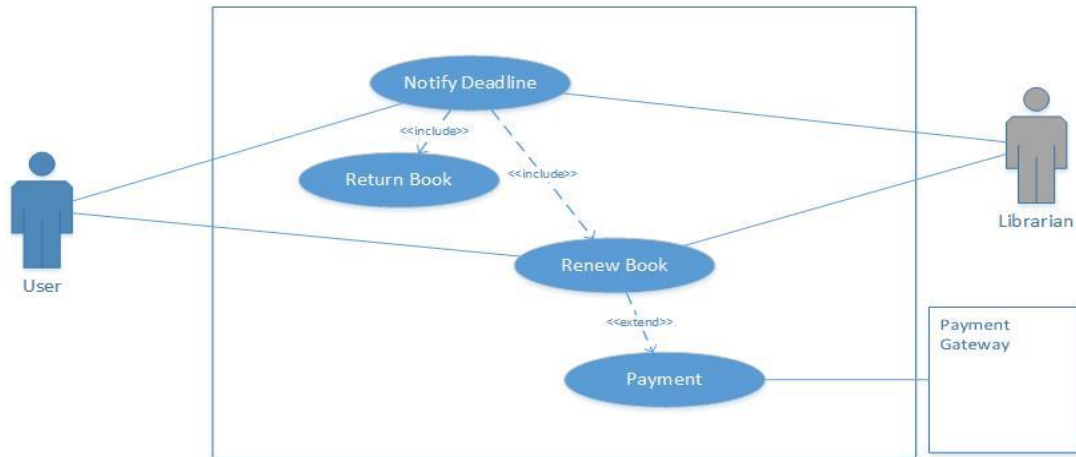 Notify Deadline
<<include>>
Return Book
<<include>>
Librarian
Renew Book
User
<<extend>>
Payment
Gateway
Payment